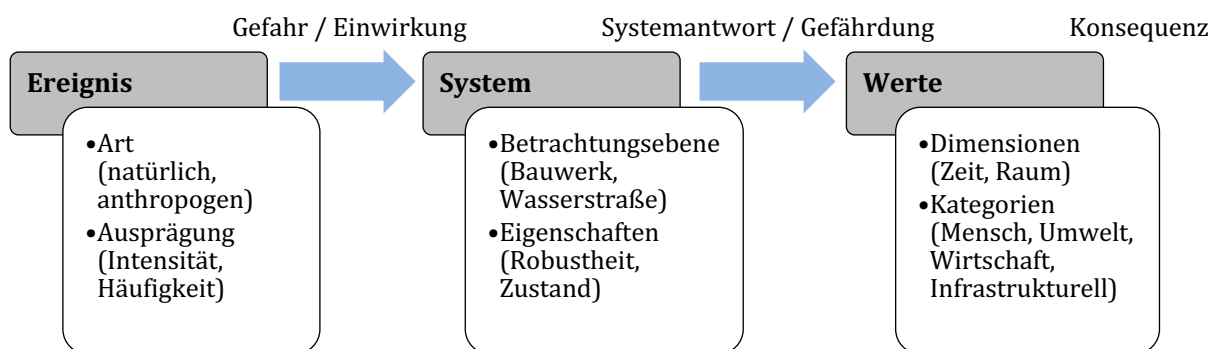 Gefahr / Einwirkung
Systemantwort / Gefährdung
Konsequenz
Ereignis
•Art
(natürlich,
anthropogen)
•Ausprägung
(Intensität,
Häufigkeit)
System
•Betrachtungsebene
(Bauwerk,
Wasserstraße)
•Eigenschaften
(Robustheit,
Zustand)
Werte
•Dimensionen
(Zeit, Raum)
•Kategorien
(Mensch, Umwelt,
Wirtschaft,
Infrastrukturell)